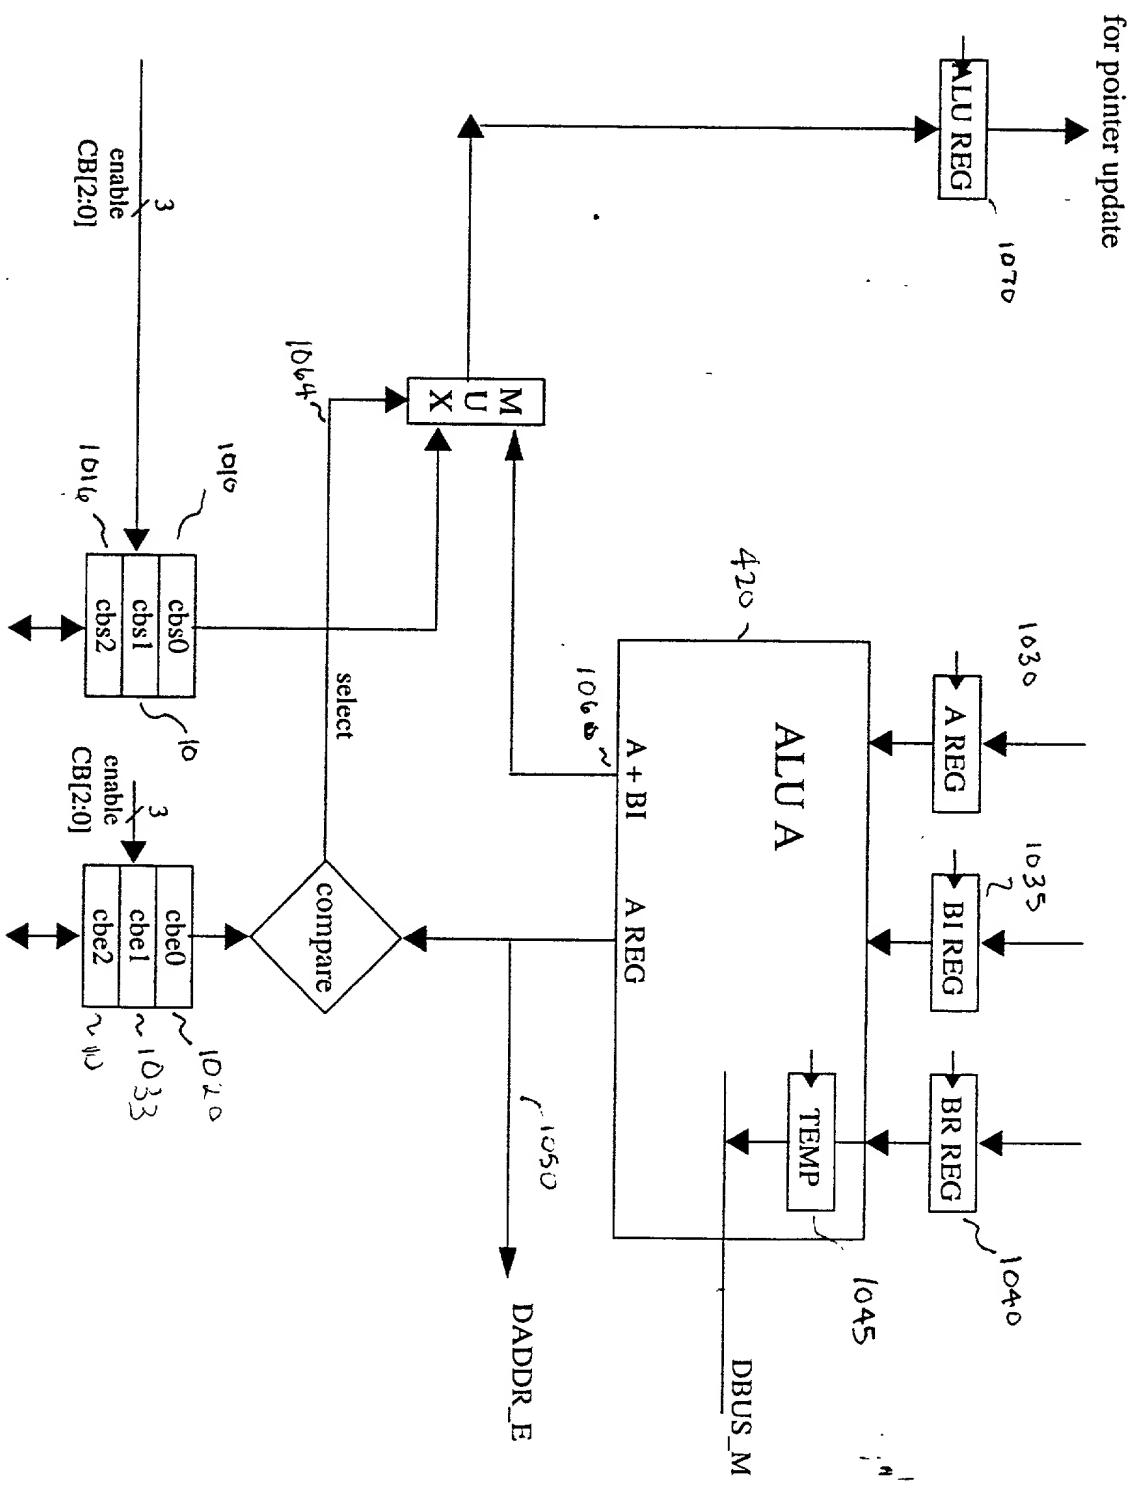 1030
1035
1040
A REG
BI REG
BR REG
420
ALU A
TEMP
1045
DBUS_M
A + BI
A REG
1050
DADDR_E
M
U
X
1064
select
compare
1010
1016
cbs0
cbs1
cbs2
10
enable
CB[2:0]
3
enable
CB[2:0]
3
cbe0
cbe1
cbe2
1020
1033
ALU REG
1070
for pointer update